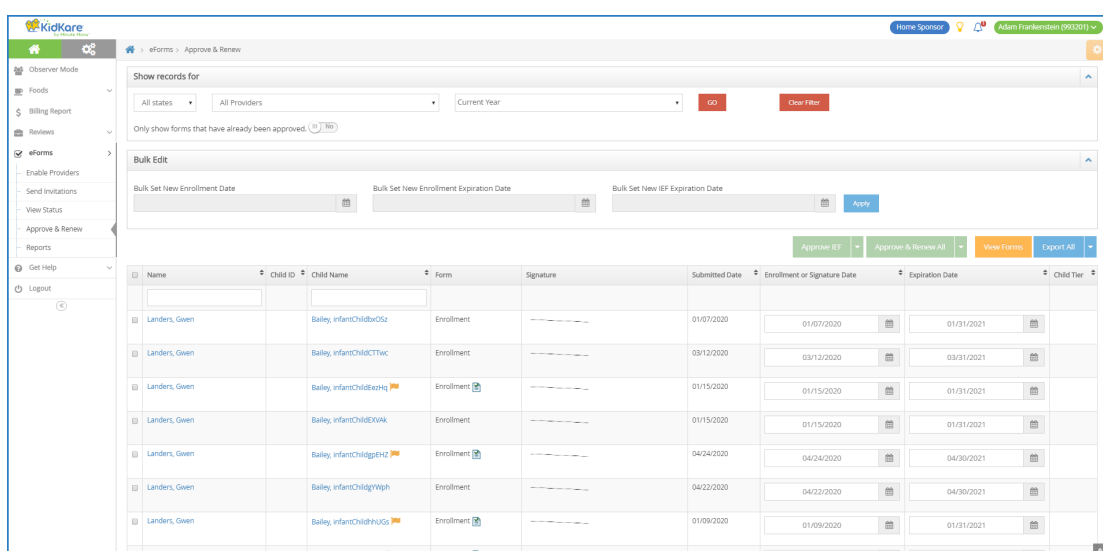 KidKare
by Minute Menu
Home Sponsor
Adam Frankenstein (993201)
eForms > Approve & Renew
Observer Mode
Foods
Billing Report
Reviews
eForms
Enable Providers
Send Invitations
View Status
Approve & Renew
Reports
Get Help
Logout
Show records for
All states All Providers Current Year GO Clear Filter
Only show forms that have already been approved. No
Bulk Edit
Bulk Set New Enrollment Date Bulk Set New Enrollment Expiration Date Bulk Set New IEF Expiration Date
Apply
Approve IEF Approve & Renew All View Forms Export All
Name Child ID Child Name Form Signature Submitted Date Enrollment or Signature Date Expiration Date Child Tier
Landers, Gwen Bailey, infantChildbxOSz Enrollment 01/07/2020 01/07/2020 01/31/2021
Landers, Gwen Bailey, infantChildCTTwc Enrollment 03/12/2020 03/12/2020 03/31/2021
Landers, Gwen Bailey, infantChildEezHq Enrollment 01/15/2020 01/15/2020 01/31/2021
Landers, Gwen Bailey, infantChildEXVAk Enrollment 01/15/2020 01/15/2020 01/31/2021
Landers, Gwen Bailey, infantChildgpEHZ Enrollment 04/24/2020 04/24/2020 04/30/2021
Landers, Gwen Bailey, infantChildgYWph Enrollment 04/22/2020 04/22/2020 04/30/2021
Landers, Gwen Bailey, infantChildhhUGs Enrollment 01/09/2020 01/09/2020 01/31/2021